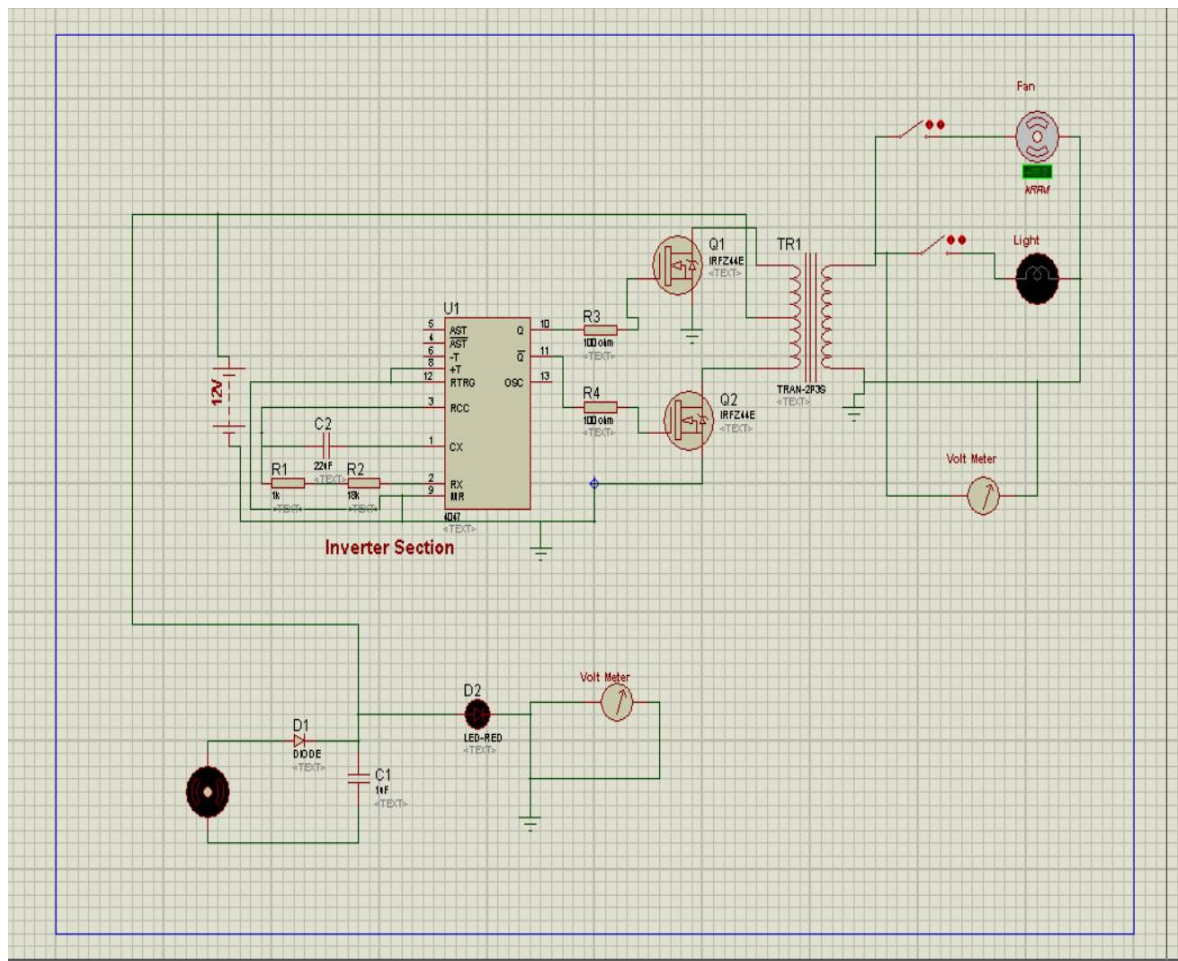 Fan
KRPM
Q1
IRFZ44E
<TEXT>
TR1
Light
U1
5
AST
Q
10
4
AST
6
-T
Q
11
8
+T
12
RTRG
OSC
13
3
RCC
1
CX
2
RX
9
MR
4047
<TEXT>
R3
100 ohm
<TEXT>
R4
100 ohm
<TEXT>
Q2
IRFZ44E
<TEXT>
TRAN-2P3S
<TEXT>
12V
C2
22nF
<TEXT>
R1
1k
<TEXT>
R2
18k
<TEXT>
Volt Meter
Inverter Section
Volt Meter
D2
LED-RED
<TEXT>
D1
DIODE
<TEXT>
C1
1nF
<TEXT>